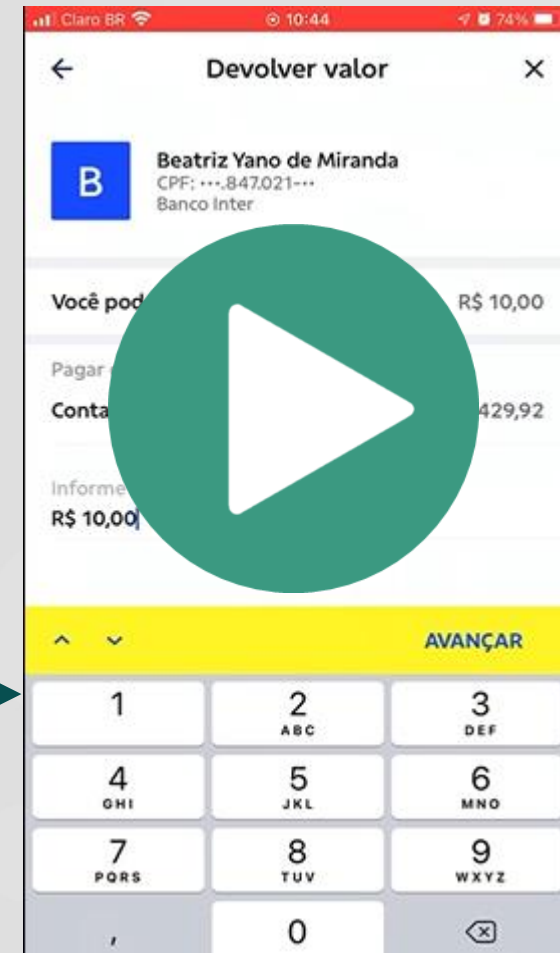 Claro BR 10:44 74%
Devolver valor
B
Beatriz Yano de Miranda
CPF: •••.847.021-••
Banco Inter
Você pod R$ 10,00
Pagar
Conta 429,92
Informe
R$ 10,00
AVANÇAR
1 2 3
ABC DEF
4 5 6
GHI JKL MNO
7 8 9
PQRS TUV WXYZ
, 0